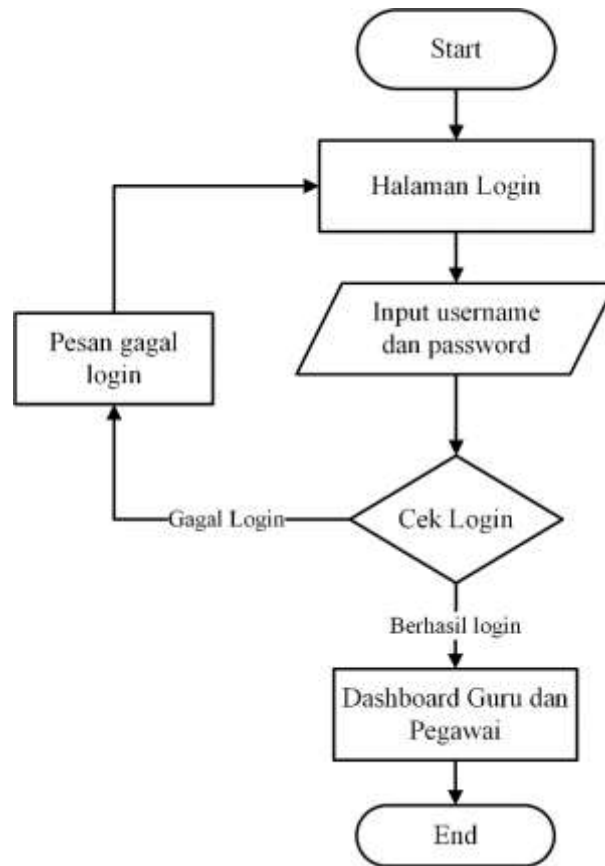 Start
Halaman Login
Input username
dan password
Pesan gagal
login
Cek Login
Gagal Login
Berhasil login
Dashboard Guru dan
Pegawai
End